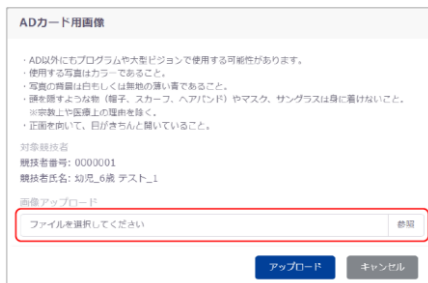 ADカード用画像
・AD以外にもプログラムや大型ビジョンで使用する可能性があります。
・使用する写真はカラーであること。
・写真の背景は白もしくは無地の薄い青であること。
・頭を隠すような物（帽子、スカーフ、ヘアバンド）やマスク、サングラスは身に着けないこと。
※宗教上や医療上の理由を除く。
・正面を向いて、目がきちんと開いていること。
対象競技者
競技者番号: 0000001
競技者氏名: 幼児_6歳 テスト_1
画像アップロード
ファイルを選択してください 参照
アップロード キャンセル